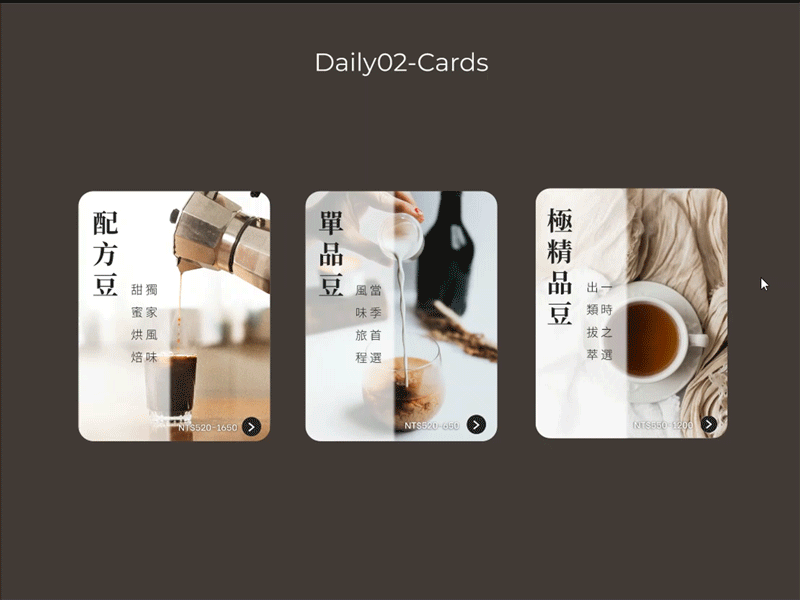 Daily02-Cards
配方豆
獨家風味
甜蜜烘焙
NT$520-1650
單品豆
當季首選
風味旅程
NT$520-650
極精品豆
一時之選
出類拔萃
NT$550-1200